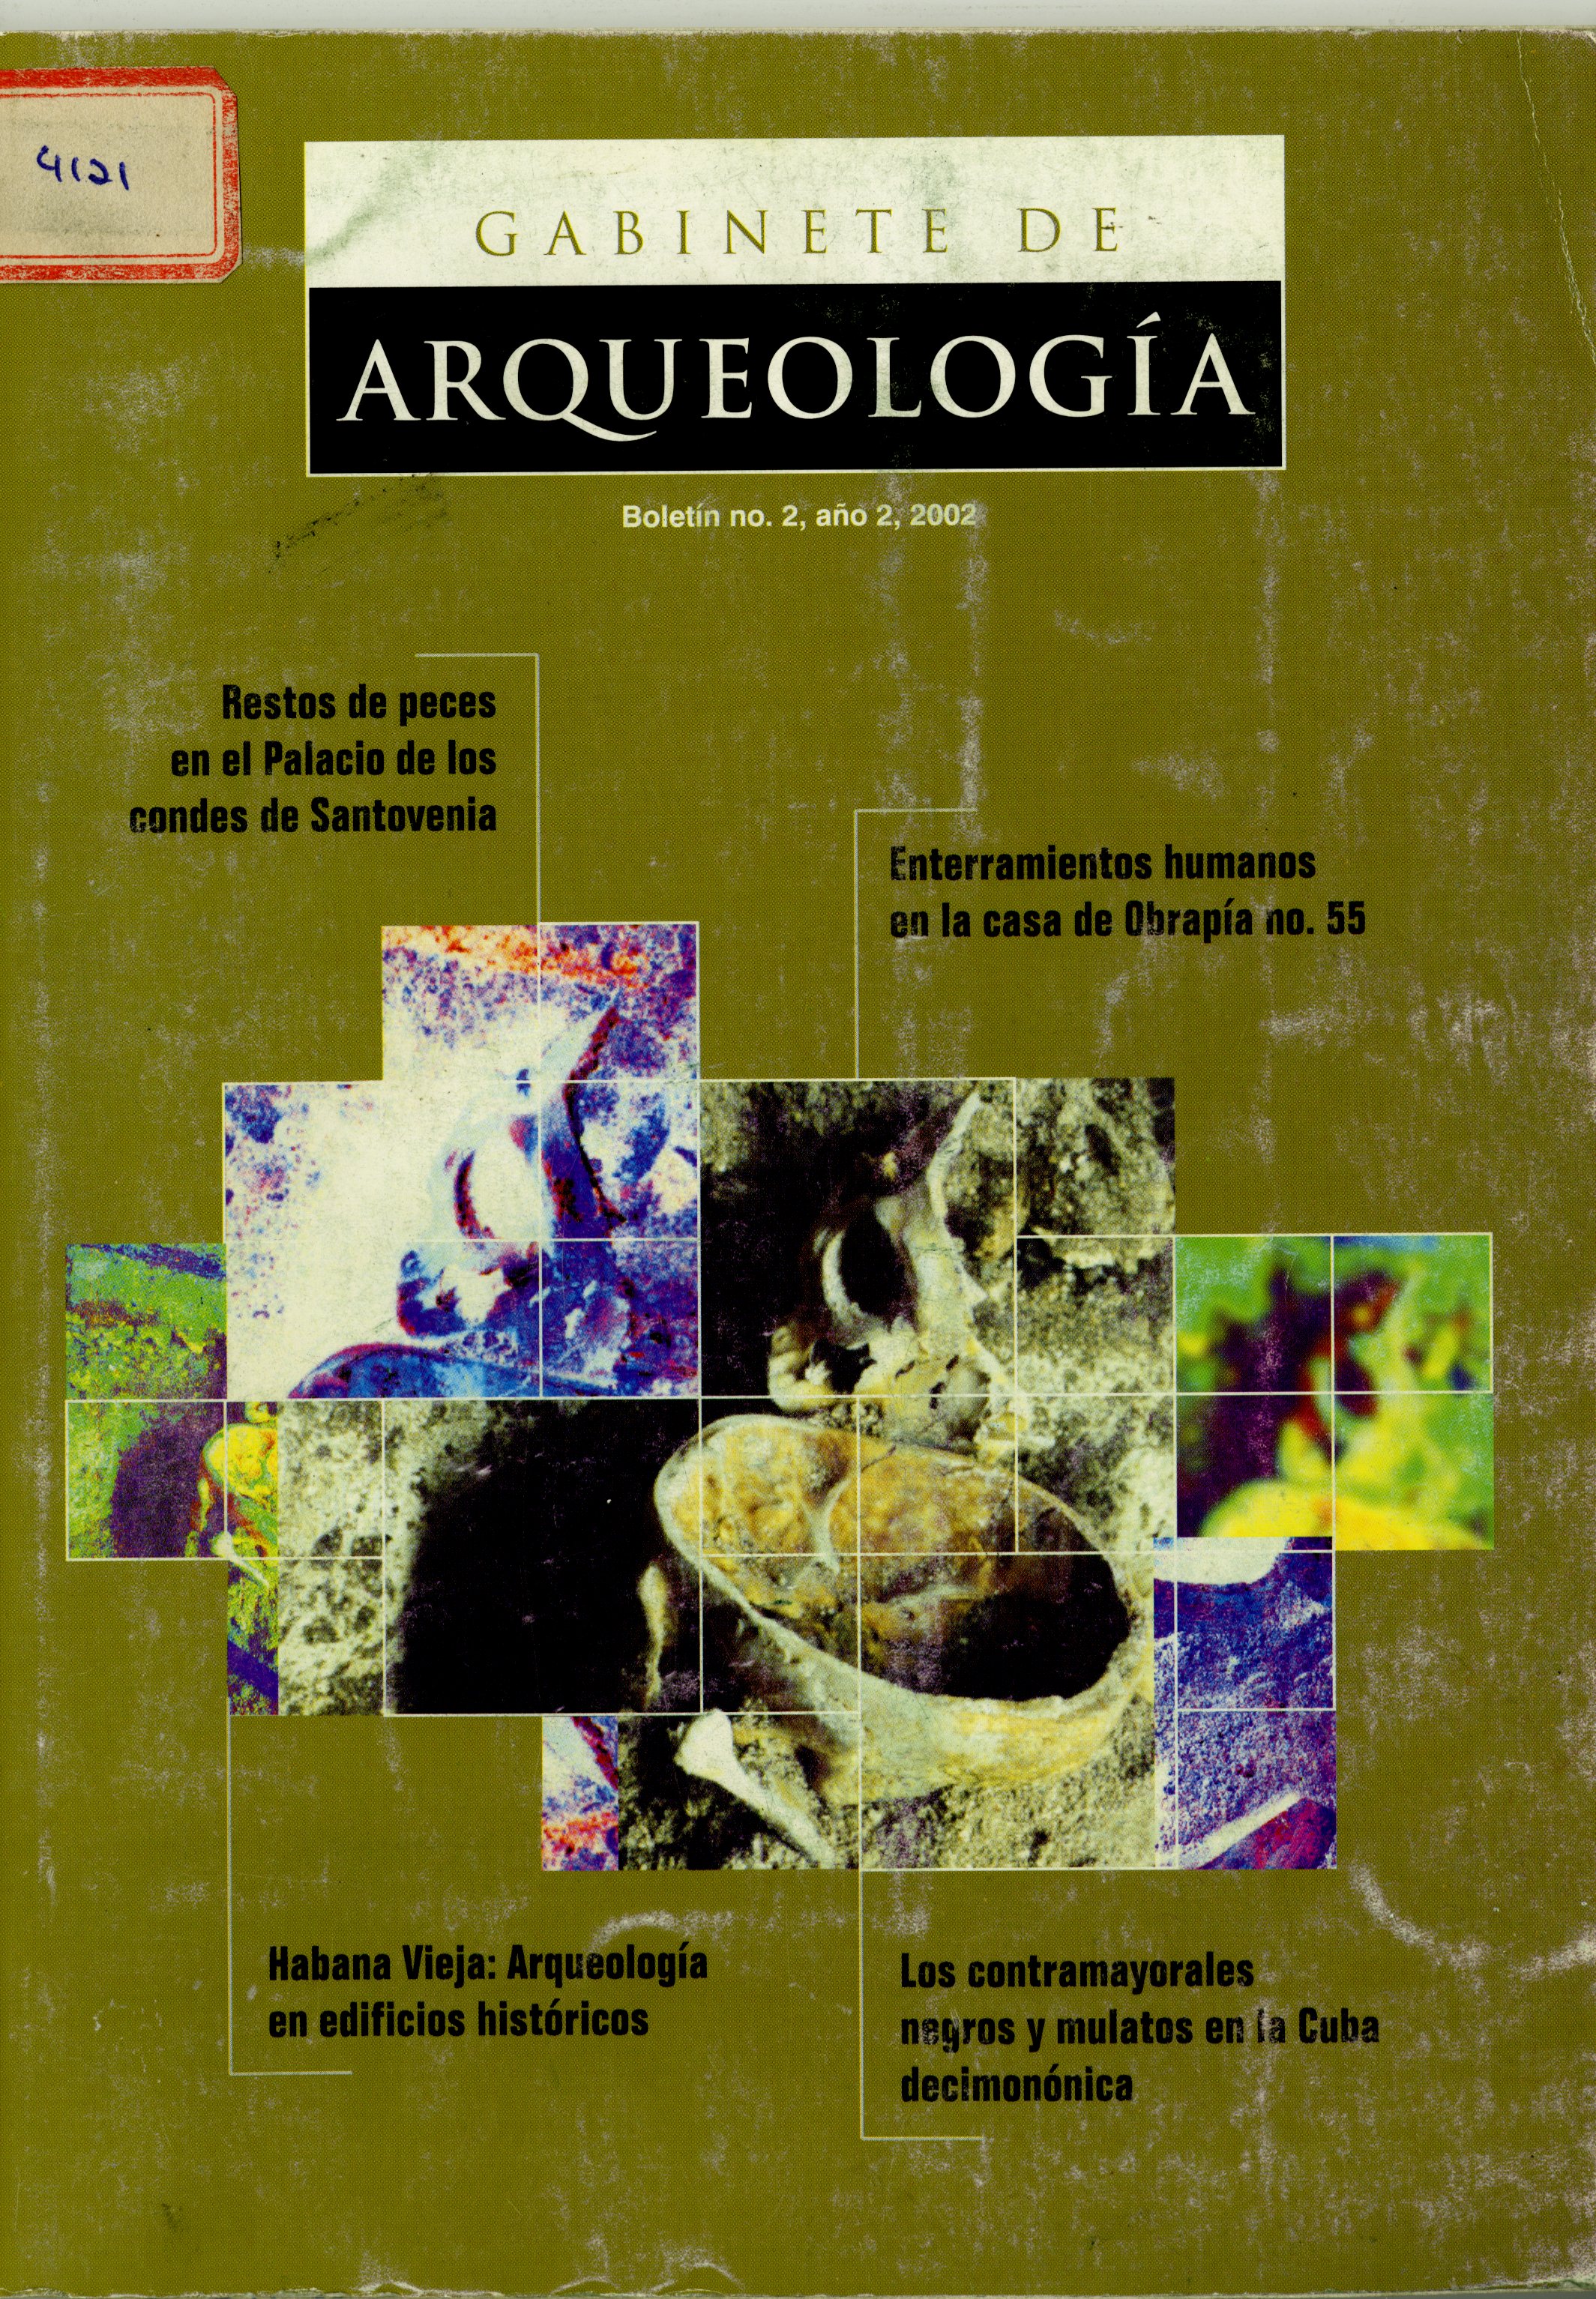 4121
GABINETE DE
ARQUEOLOGÍA
Boletín no. 2, año 2, 2002
Restos de peces
en el Palacio de los
condes de Santovenia
Enterramientos humanos
en la casa de Obrapía no. 55
Habana Vieja: Arqueología
en edificios históricos
Los contramayorales
negros y mulatos en la Cuba
decimonónica